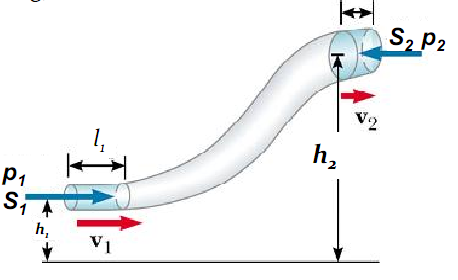 S₂ p₂
v₂
l₁
h₂
p₁
S₁
h₁
v₁